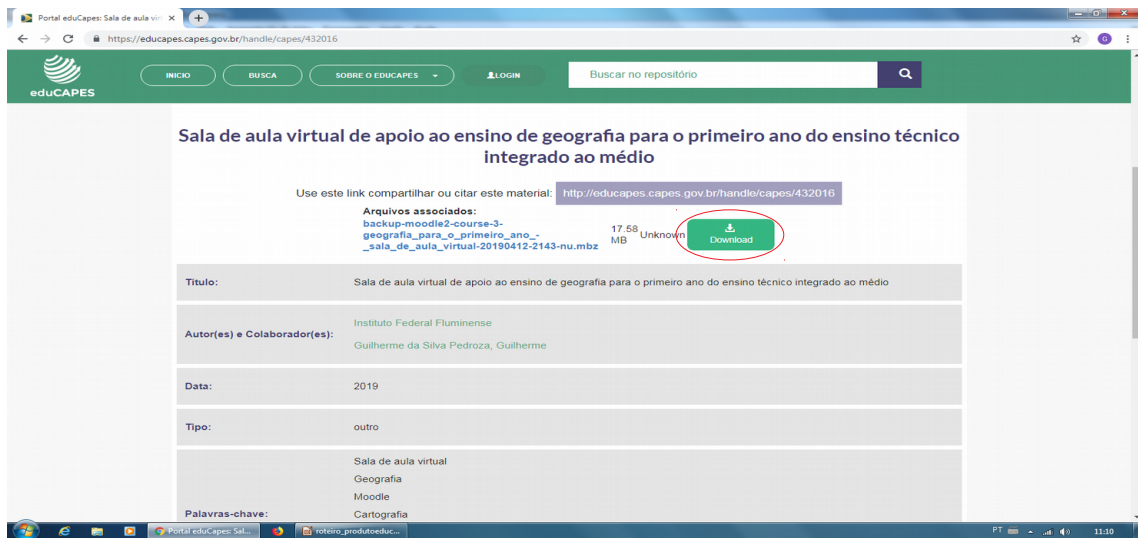 Portal eduCapes: Sala de aula vir
https://educapes.capes.gov.br/handle/capes/432016
G
eduCAPES
INICIO
BUSCA
SOBRE O EDUCAPES
LOGIN
Buscar no repositório
Sala de aula virtual de apoio ao ensino de geografia para o primeiro ano do ensino técnico
integrado ao médio
Use este link compartilhar ou citar este material: http://educapes.capes.gov.br/handle/capes/432016
Arquivos associados:
backup-moodle2-course-3-
geografia_para_o_primeiro_ano_-
_sala_de_aula_virtual-20190412-2143-nu.mbz
17.58
MB
Unknown
Download
Título: Sala de aula virtual de apoio ao ensino de geografia para o primeiro ano do ensino técnico integrado ao médio
Autor(es) e Colaborador(es):
Instituto Federal Fluminense
Guilherme da Silva Pedroza, Guilherme
Data: 2019
Tipo: outro
Palavras-chave:
Sala de aula virtual
Geografia
Moodle
Cartografia
Portal eduCapes: Sal...
roteiro_produtoeduc...
PT
11:10